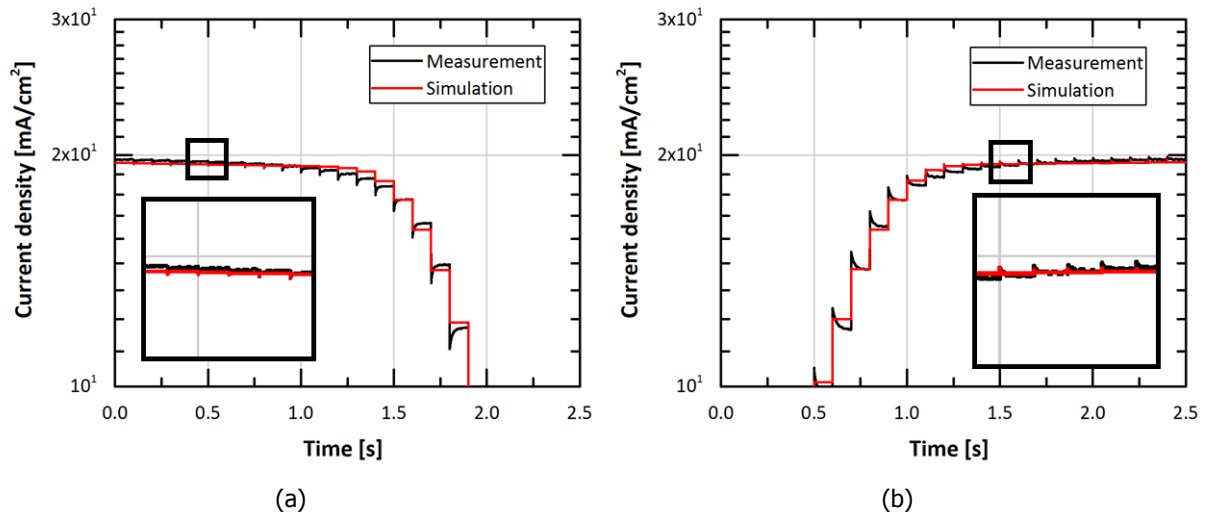 3x10¹
2x10¹
10¹
Current density [mA/cm²]
Measurement
Simulation
0.0 0.5 1.0 1.5 2.0 2.5
Time [s]
(a)
3x10¹
2x10¹
10¹
Current density [mA/cm²]
Measurement
Simulation
0.0 0.5 1.0 1.5 2.0 2.5
Time [s]
(b)